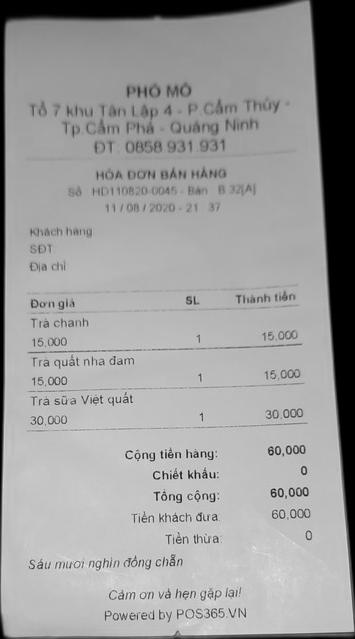 PHỐ MÔ
Tổ 7 khu Tân Lập 4 - P.Cẩm Thủy -
Tp.Cẩm Phả - Quảng Ninh
ĐT: 0858.931.931
HÓA ĐƠN BÁN HÀNG
Số: HD110820-0045 - Bàn: B.32[A]
11/08/2020 - 21:37
Khách hàng
SĐT
Địa chỉ
Đơn giá SL Thành tiền
Trà chanh
15,000 1 15,000
Trà quất nha đam
15,000 1 15,000
Trà sữa Việt quất
30,000 1 30,000
Cộng tiền hàng: 60,000
Chiết khấu: 0
Tổng cộng: 60,000
Tiền khách đưa: 60,000
Tiền thừa: 0
Sáu mươi nghìn đồng chẵn
Cảm ơn và hẹn gặp lại!
Powered by POS365.VN